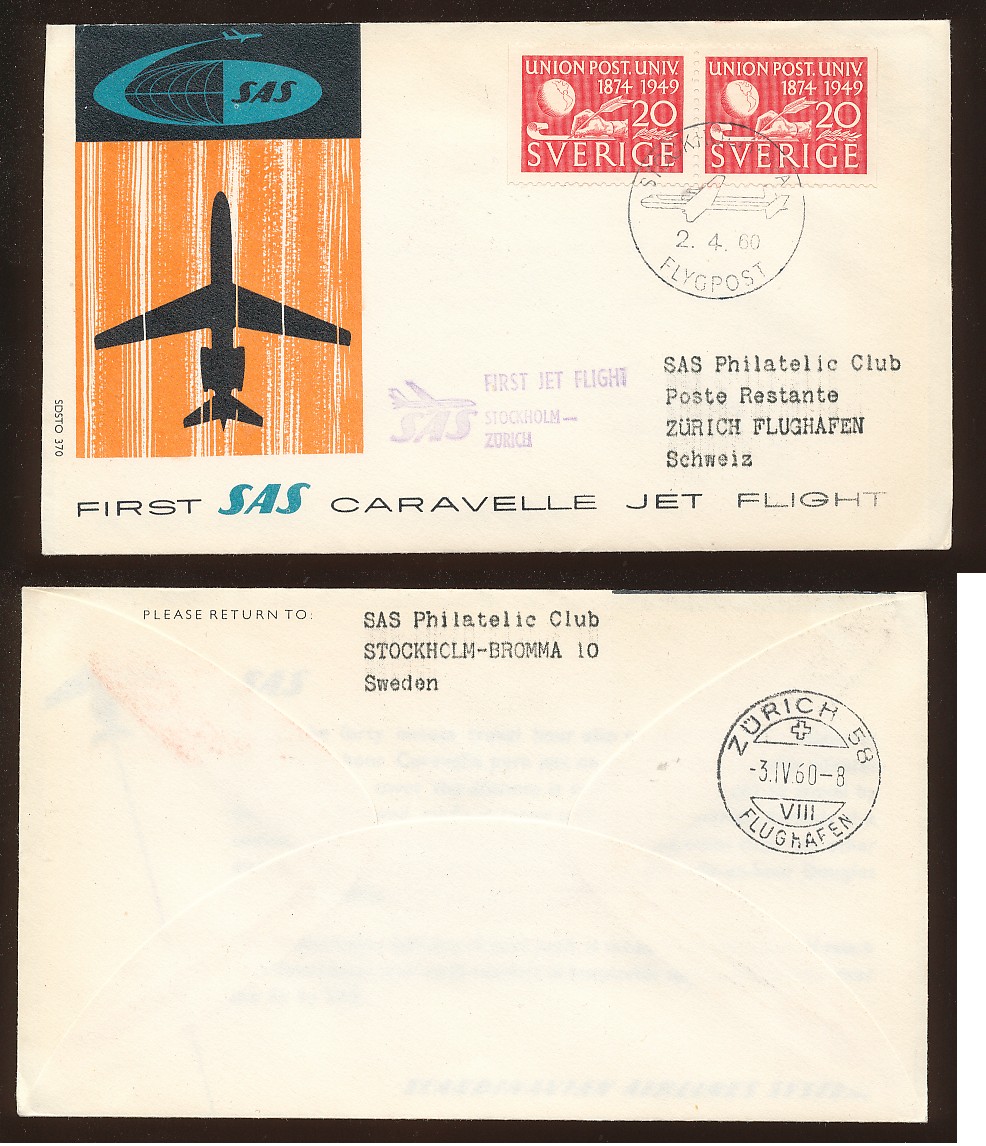 SAS
UNION POST. UNIV.
1874 1949
20
SVERIGE
UNION POST. UNIV.
1874 1949
20
SVERIGE
2. 4. 60
FLYGPOST
SAS Philatelic Club
Poste Restante
ZÜRICH FLUGHAFEN
Schweiz
FIRST JET FLIGHT
SAS
STOCKHOLM—
ZÜRICH
SDSTO 370
FIRST SAS CARAVELLE JET FLIGHT
PLEASE RETURN TO:
SAS Philatelic Club
STOCKHOLM-BROMMA 10
Sweden
ZÜRICH 58
-3.IV.60-8
VIII
FLUGHAFEN